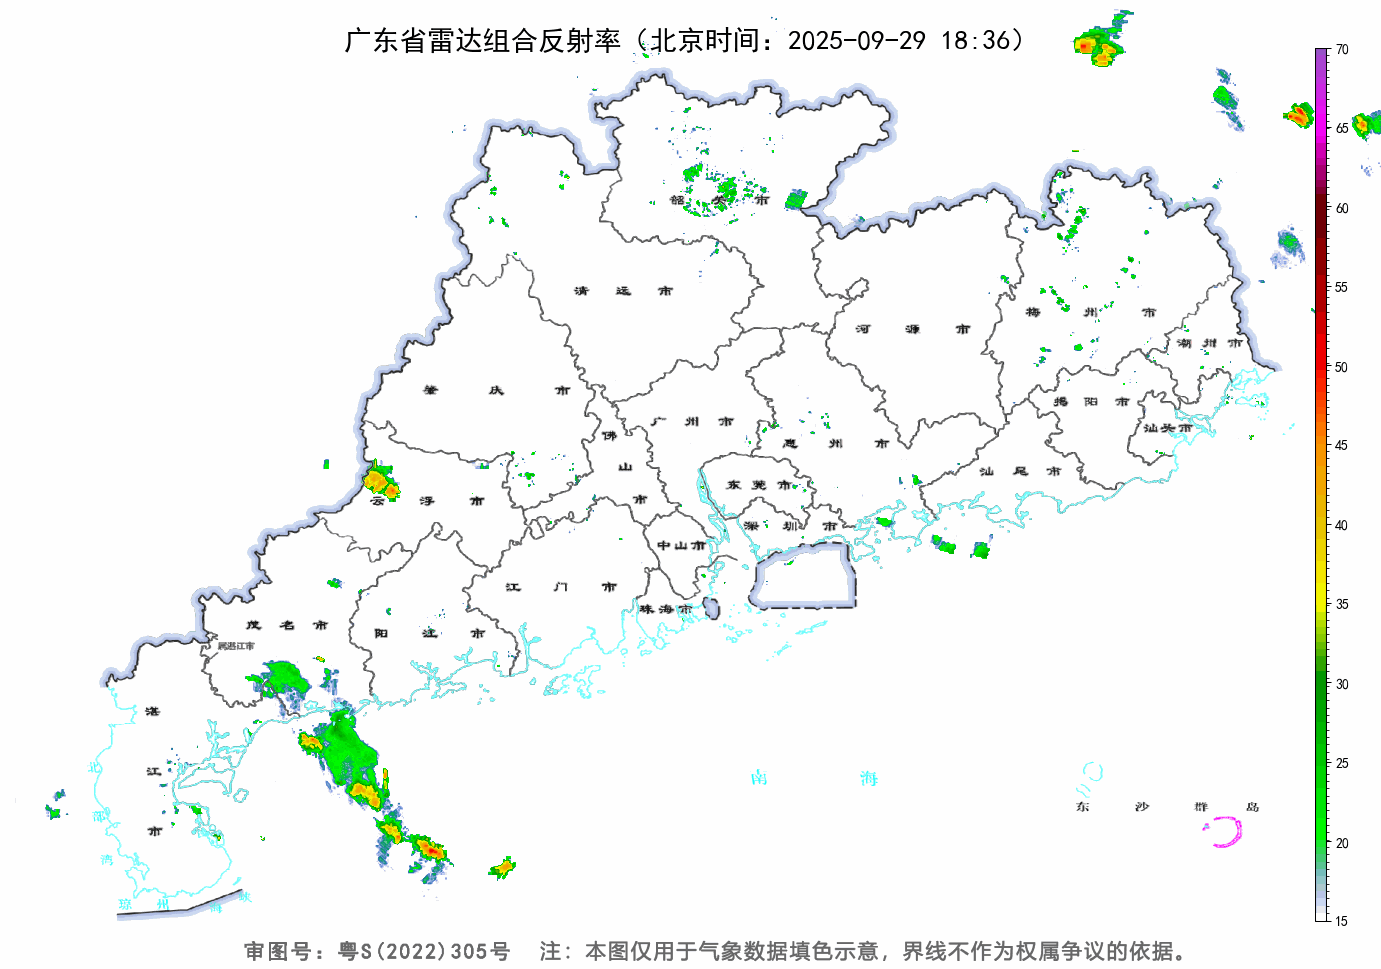 广东省雷达组合反射率（北京时间：2025-09-29 18:36）
70
65
60
55
50
45
40
35
30
25
20
15
韶关市
清远市
河源市
梅州市
潮州市
肇庆市
广州市
佛山市
惠州市
揭阳市
汕头市
汕尾市
东莞市
深圳市
云浮市
中山市
江门市
珠海市
茂名市
阳江市
属湛江市
湛江市
北部湾
琼州海峡
南海
东沙群岛
审图号：粤S(2022)305号 注：本图仅用于气象数据填色示意，界线不作为权属争议的依据。